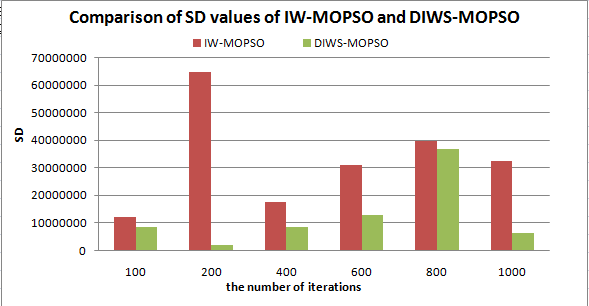 Comparison of SD values of IW-MOPSO and DIWS-MOPSO
IW-MOPSO DIWS-MOPSO
70000000
60000000
50000000
40000000
30000000
20000000
10000000
0
SD
100 200 400 600 800 1000
the number of iterations